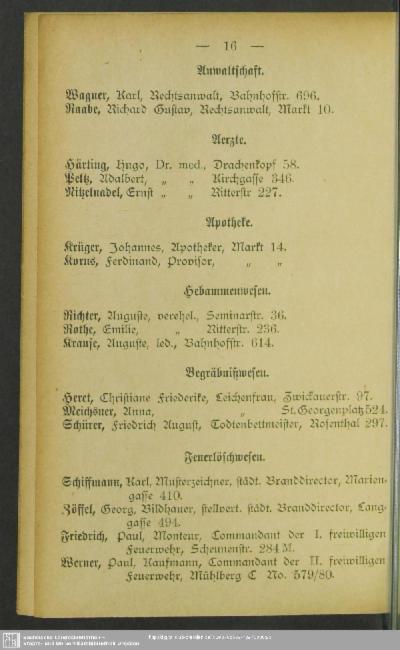 — 16 —
Anwaltschaft.
Wagner, Karl, Rechtsanwalt, Bahnhofstr. 696.
Raabe, Richard Gustav, Rechtsanwalt, Markt 10.
Aerzte.
Härting, Hugo, Dr. med., Drachenkopf 58.
Peltz, Adalbert, „ „ Kirchgasse 346.
Nitzelnadel, Ernst „ „ Ritterstr 227.
Apotheke.
Krüger, Johannes, Apotheker, Markt 14.
Korns, Ferdinand, Provisor, „ „
Hebammenwesen.
Richter, Auguste, verehel., Seminarstr. 36.
Rothe, Emilie, „ Ritterstr. 236.
Krause, Auguste, led., Bahnhofstr. 614.
Begräbnißwesen.
Heret, Christiane Friederike, Leichenfrau, Zwickauerstr. 97.
Meichsner, Anna, „ St. Georgenplatz 524.
Schürer, Friedrich August, Todtenbettmeister, Rosenthal 297.
Feuerlöschwesen.
Schiffmann, Karl, Musterzeichner, städt. Branddirector, Marien-
gasse 410.
Zöffel, Georg, Bildhauer, stellvert. städt. Branddirector, Lang-
gasse 494.
Friedrich, Paul, Monteur, Commandant der I. freiwilligen
Feuerwehr, Scheunenstr. 284 M.
Werner, Paul, Kaufmann, Commandant der II. freiwilligen
Feuerwehr, Mühlberg C No. 579/80.